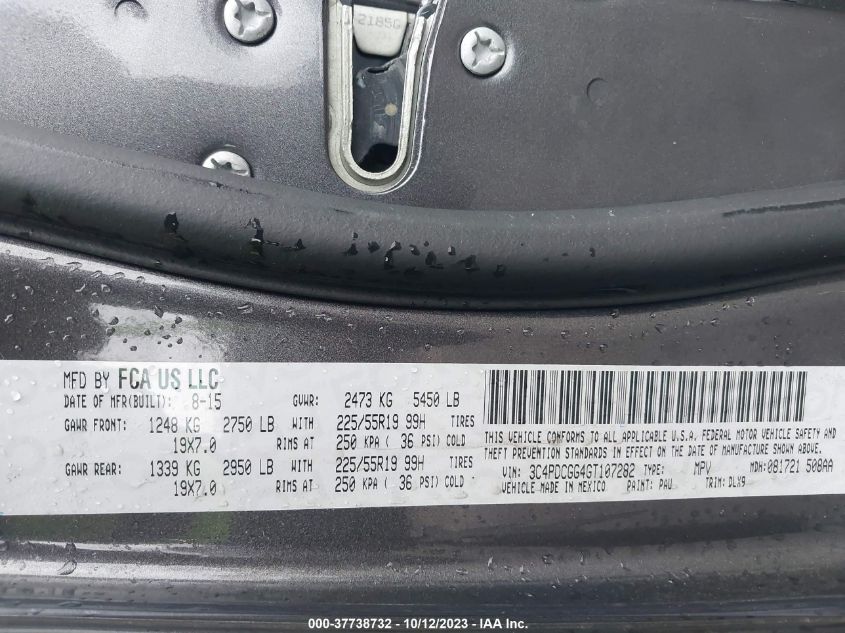 2185G
MFD BY FCA US LLC
DATE OF MFR(BUILT): 8-15 GVWR: 2473 KG 5450 LB
GAWR FRONT: 1248 KG 2750 LB WITH 225/55R19 99H TIRES
19X7.0 RIMS AT 250 KPA ( 36 PSI) COLD
GAWR REAR: 1339 KG 2950 LB WITH 225/55R19 99H TIRES
19X7.0 RIMS AT 250 KPA ( 36 PSI) COLD
THIS VEHICLE CONFORMS TO ALL APPLICABLE U.S.A. FEDERAL MOTOR VEHICLE SAFETY AND
THEFT PREVENTION STANDARDS IN EFFECT ON THE DATE OF MANUFACTURE SHOWN ABOVE.
VIN: 3C4PDCGG4GT107282 TYPE: MPV MDH: 081721 508AA
VEHICLE MADE IN MEXICO PAINT: PAU TRIM: DLX9
000-37738732 - 10/12/2023 - IAA Inc.